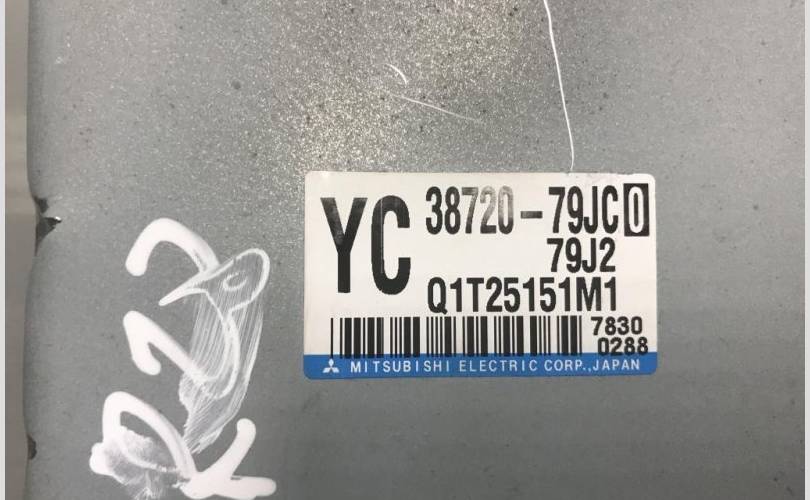 YC
38720-79JC0
79J2
Q1T25151M1
7830
0288
MITSUBISHI ELECTRIC CORP.,JAPAN